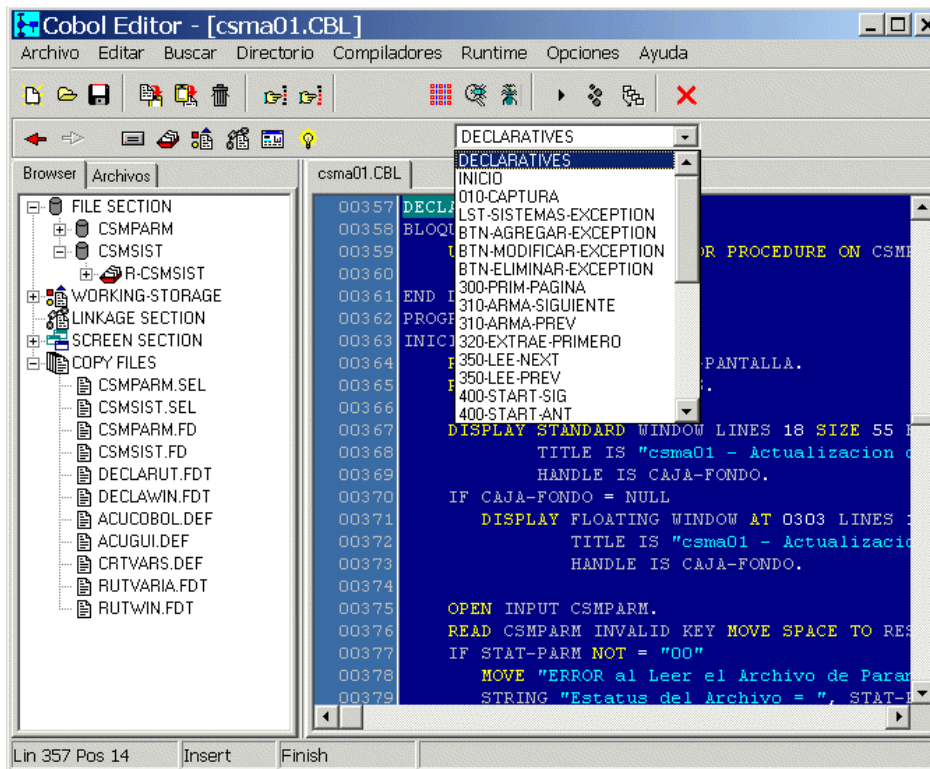 Cobol Editor - [csma01.CBL]
Archivo Editar Buscar Directorio Compiladores Runtime Opciones Ayuda
DECLARATIVES
Browser Archivos
csma01.CBL
FILE SECTION
CSMPARM
CSMSIST
R-CSMSIST
WORKING-STORAGE
LINKAGE SECTION
SCREEN SECTION
COPY FILES
CSMPARM.SEL
CSMSIST.SEL
CSMPARM.FD
CSMSIST.FD
DECLARUT.FDT
DECLAWIN.FDT
ACUCOBOL.DEF
ACUGUI.DEF
CRTVARS.DEF
RUTVARIA.FDT
RUTWIN.FDT
DECLARATIVES
INICIO
010-CAPTURA
LST-SISTEMAS-EXCEPTION
BTN-AGREGAR-EXCEPTION
BTN-MODIFICAR-EXCEPTION
BTN-ELIMINAR-EXCEPTION
300-PRIM-PAGINA
310-ARMA-SIGUIENTE
310-ARMA-PREV
320-EXTRAE-PRIMERO
350-LEE-NEXT
350-LEE-PREV
400-START-SIG
400-START-ANT
00357 DECLA
00358 BLOQU
00359 U OR PROCEDURE ON CSMP
00360
00361 END D
00362 PROGR
00363 INICI
00364 P -PANTALLA.
00365 P S.
00366
00367 DISPLAY STANDARD WINDOW LINES 18 SIZE 55
00368 TITLE IS "csma01 - Actualizacion
00369 HANDLE IS CAJA-FONDO.
00370 IF CAJA-FONDO = NULL
00371 DISPLAY FLOATING WINDOW AT 0303 LINES 1
00372 TITLE IS "csma01 - Actualizacio
00373 HANDLE IS CAJA-FONDO.
00374
00375 OPEN INPUT CSMPARM.
00376 READ CSMPARM INVALID KEY MOVE SPACE TO RES
00377 IF STAT-PARM NOT = "00"
00378 MOVE "ERROR al Leer el Archivo de Param
00379 STRING "Estatus del Archivo = ", STAT-P
Lin 357 Pos 14 Insert Finish